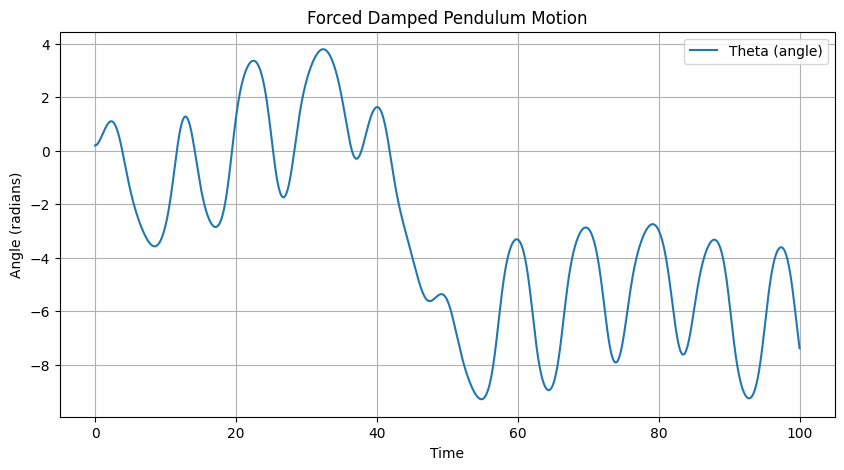 Forced Damped Pendulum Motion
Theta (angle)
Angle (radians)
4
2
0
−2
−4
−6
−8
0 20 40 60 80 100
Time